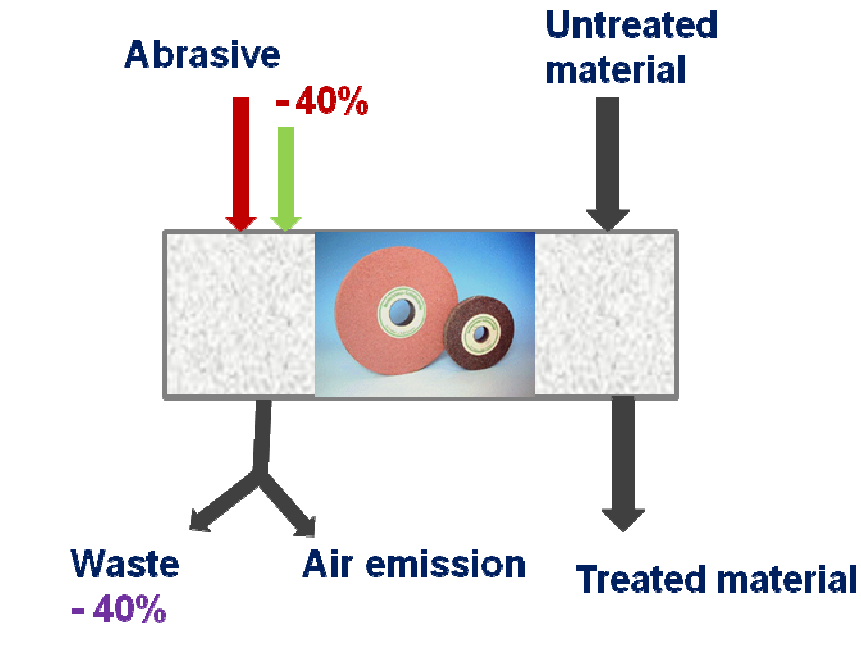 Untreated
material
Abrasive
- 40%
Waste
- 40%
Air emission
Treated material